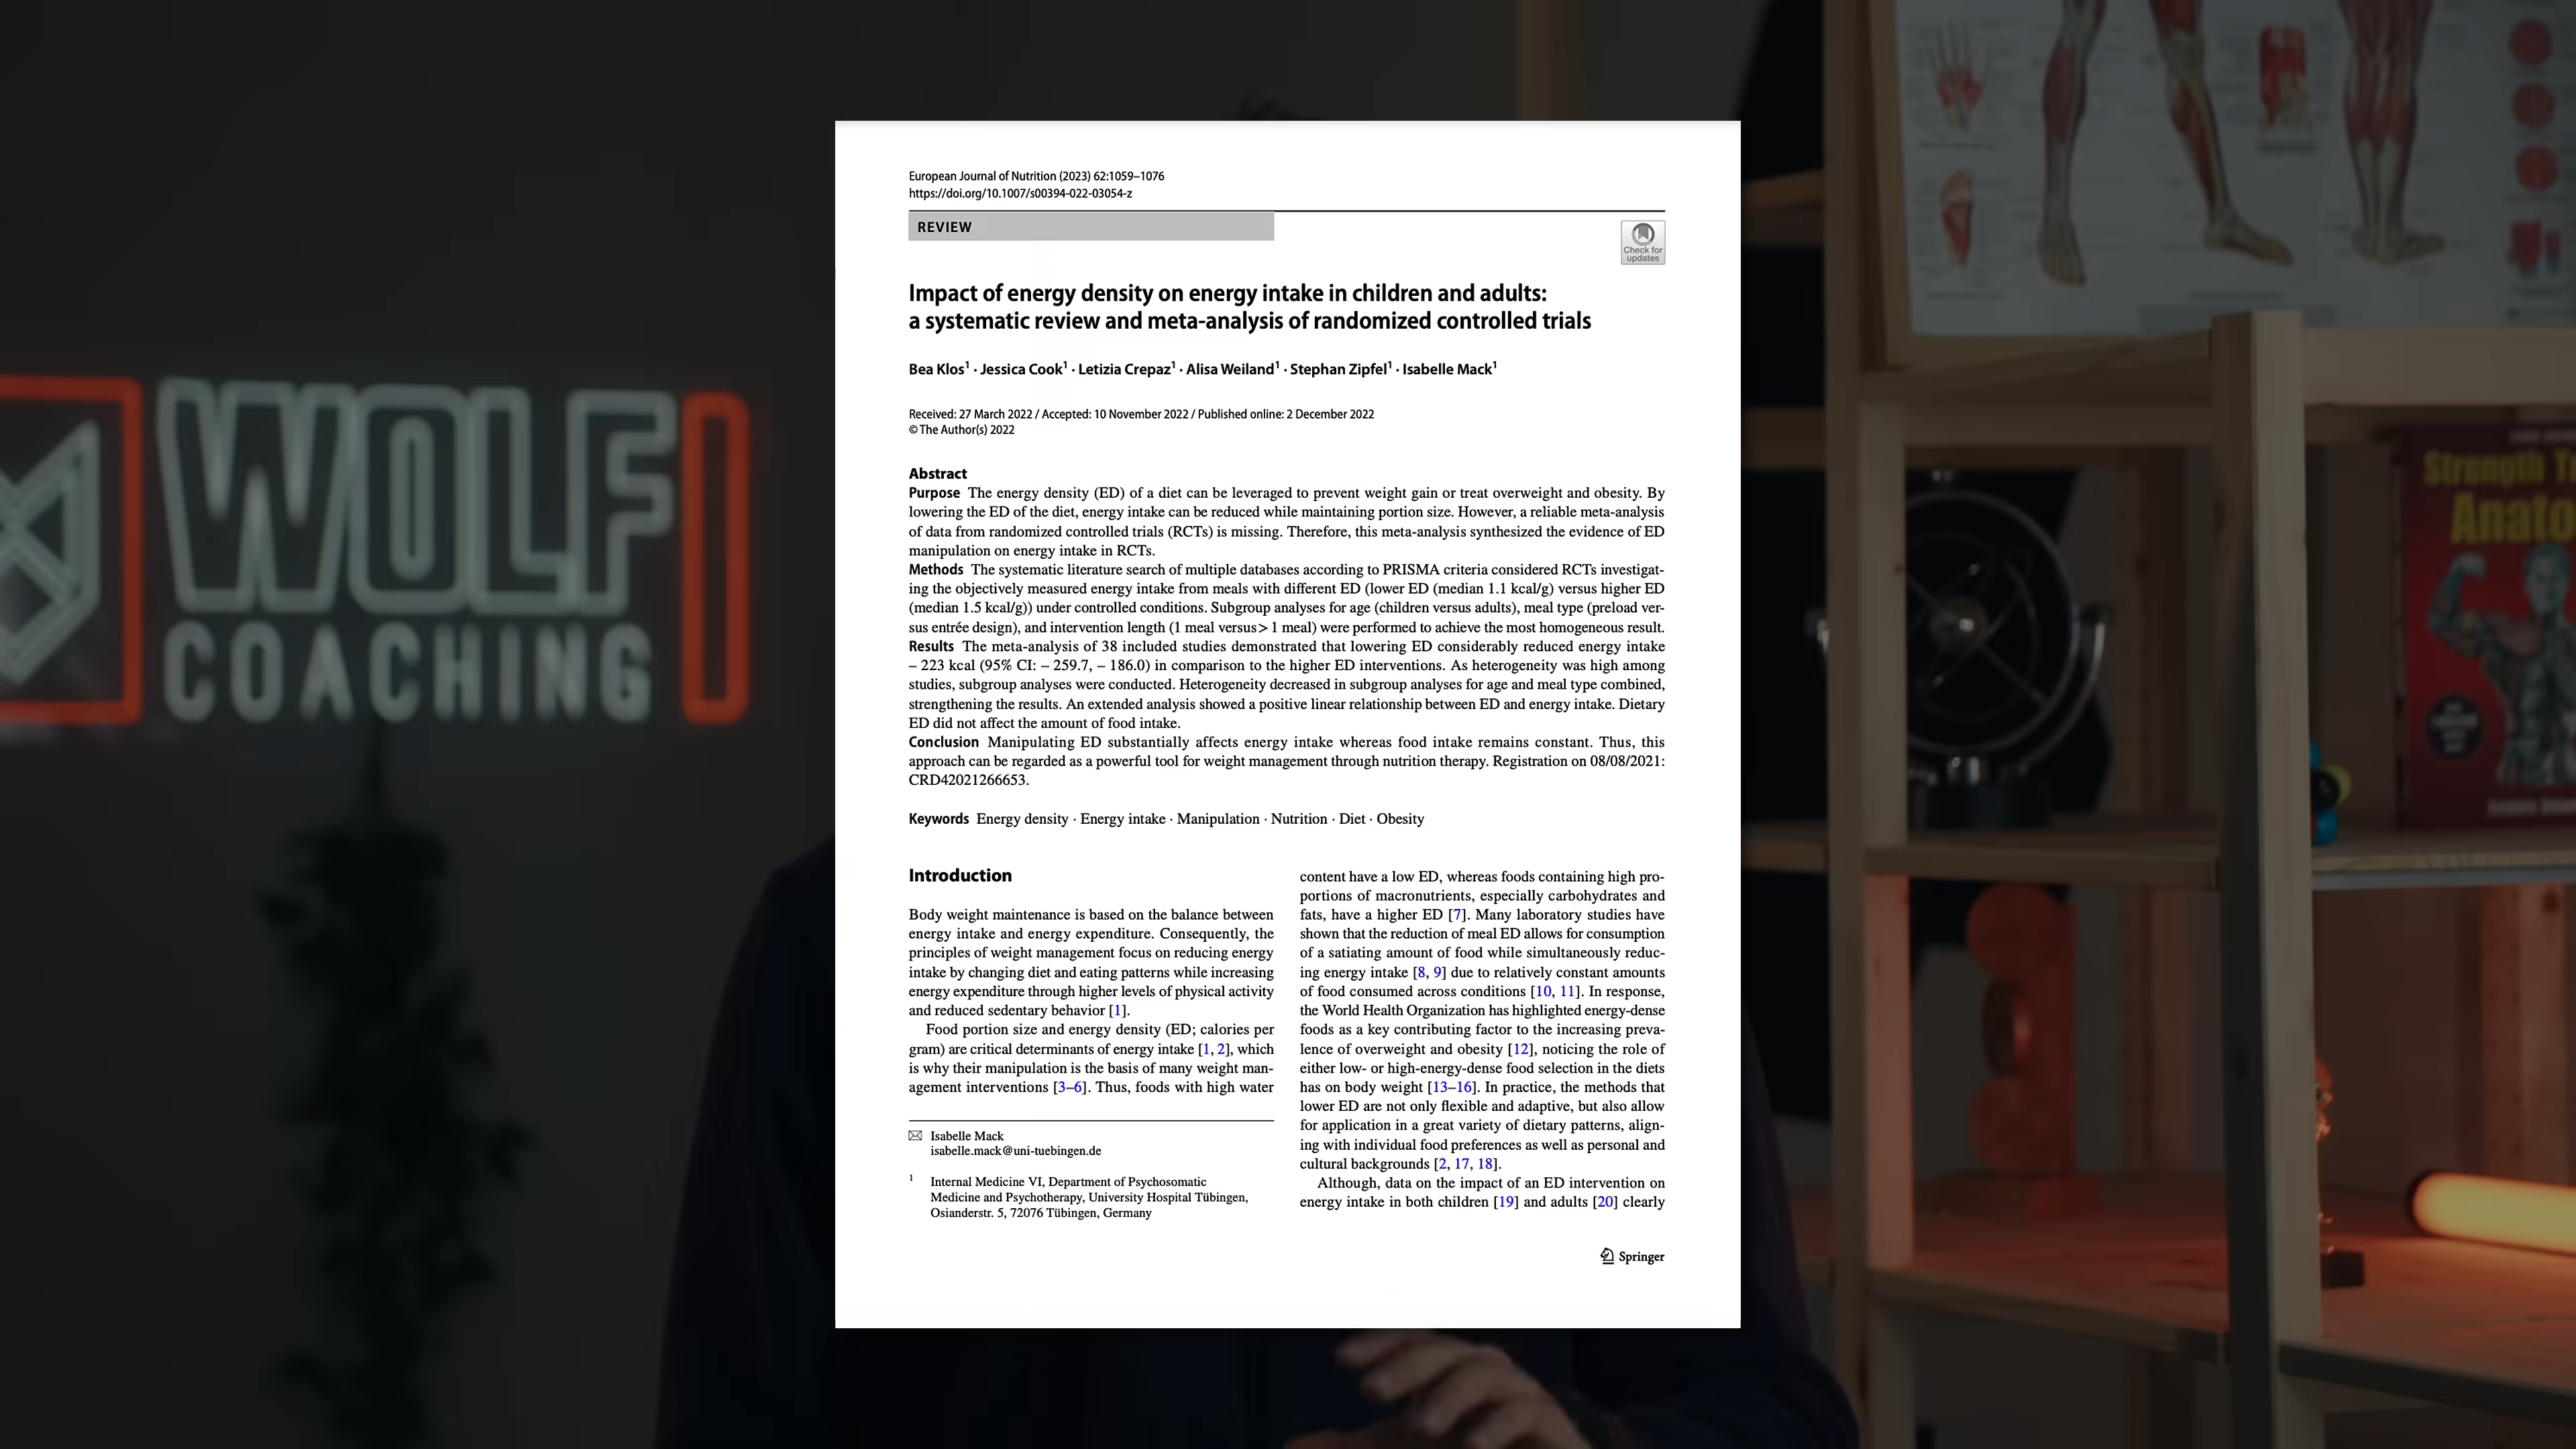 WOLF
COACHING
European Journal of Nutrition (2023) 62:1059–1076
https://doi.org/10.1007/s00394-022-03054-z
REVIEW
Check for
updates
Impact of energy density on energy intake in children and adults:
a systematic review and meta-analysis of randomized controlled trials
Bea Klos¹ · Jessica Cook¹ · Letizia Crepaz¹ · Alisa Weiland¹ · Stephan Zipfel¹ · Isabelle Mack¹
Received: 27 March 2022 / Accepted: 10 November 2022 / Published online: 2 December 2022
© The Author(s) 2022
Abstract
Purpose The energy density (ED) of a diet can be leveraged to prevent weight gain or treat overweight and obesity. By
lowering the ED of the diet, energy intake can be reduced while maintaining portion size. However, a reliable meta-analysis
of data from randomized controlled trials (RCTs) is missing. Therefore, this meta-analysis synthesized the evidence of ED
manipulation on energy intake in RCTs.
Methods The systematic literature search of multiple databases according to PRISMA criteria considered RCTs investigat-
ing the objectively measured energy intake from meals with different ED (lower ED (median 1.1 kcal/g) versus higher ED
(median 1.5 kcal/g)) under controlled conditions. Subgroup analyses for age (children versus adults), meal type (preload ver-
sus entrée design), and intervention length (1 meal versus > 1 meal) were performed to achieve the most homogeneous result.
Results The meta-analysis of 38 included studies demonstrated that lowering ED considerably reduced energy intake
– 223 kcal (95% CI: – 259.7, – 186.0) in comparison to the higher ED interventions. As heterogeneity was high among
studies, subgroup analyses were conducted. Heterogeneity decreased in subgroup analyses for age and meal type combined,
strengthening the results. An extended analysis showed a positive linear relationship between ED and energy intake. Dietary
ED did not affect the amount of food intake.
Conclusion Manipulating ED substantially affects energy intake whereas food intake remains constant. Thus, this
approach can be regarded as a powerful tool for weight management through nutrition therapy. Registration on 08/08/2021:
CRD42021266653.
Keywords Energy density · Energy intake · Manipulation · Nutrition · Diet · Obesity
Introduction
Body weight maintenance is based on the balance between
energy intake and energy expenditure. Consequently, the
principles of weight management focus on reducing energy
intake by changing diet and eating patterns while increasing
energy expenditure through higher levels of physical activity
and reduced sedentary behavior [1].
Food portion size and energy density (ED; calories per
gram) are critical determinants of energy intake [1, 2], which
is why their manipulation is the basis of many weight man-
agement interventions [3–6]. Thus, foods with high water
Isabelle Mack
isabelle.mack@uni-tuebingen.de
1 Internal Medicine VI, Department of Psychosomatic
Medicine and Psychotherapy, University Hospital Tübingen,
Osianderstr. 5, 72076 Tübingen, Germany
content have a low ED, whereas foods containing high pro-
portions of macronutrients, especially carbohydrates and
fats, have a higher ED [7]. Many laboratory studies have
shown that the reduction of meal ED allows for consumption
of a satiating amount of food while simultaneously reduc-
ing energy intake [8, 9] due to relatively constant amounts
of food consumed across conditions [10, 11]. In response,
the World Health Organization has highlighted energy-dense
foods as a key contributing factor to the increasing preva-
lence of overweight and obesity [12], noticing the role of
either low- or high-energy-dense food selection in the diets
has on body weight [13–16]. In practice, the methods that
lower ED are not only flexible and adaptive, but also allow
for application in a great variety of dietary patterns, align-
ing with individual food preferences as well as personal and
cultural backgrounds [2, 17, 18].
Although, data on the impact of an ED intervention on
energy intake in both children [19] and adults [20] clearly
Springer
Strength T
Anato